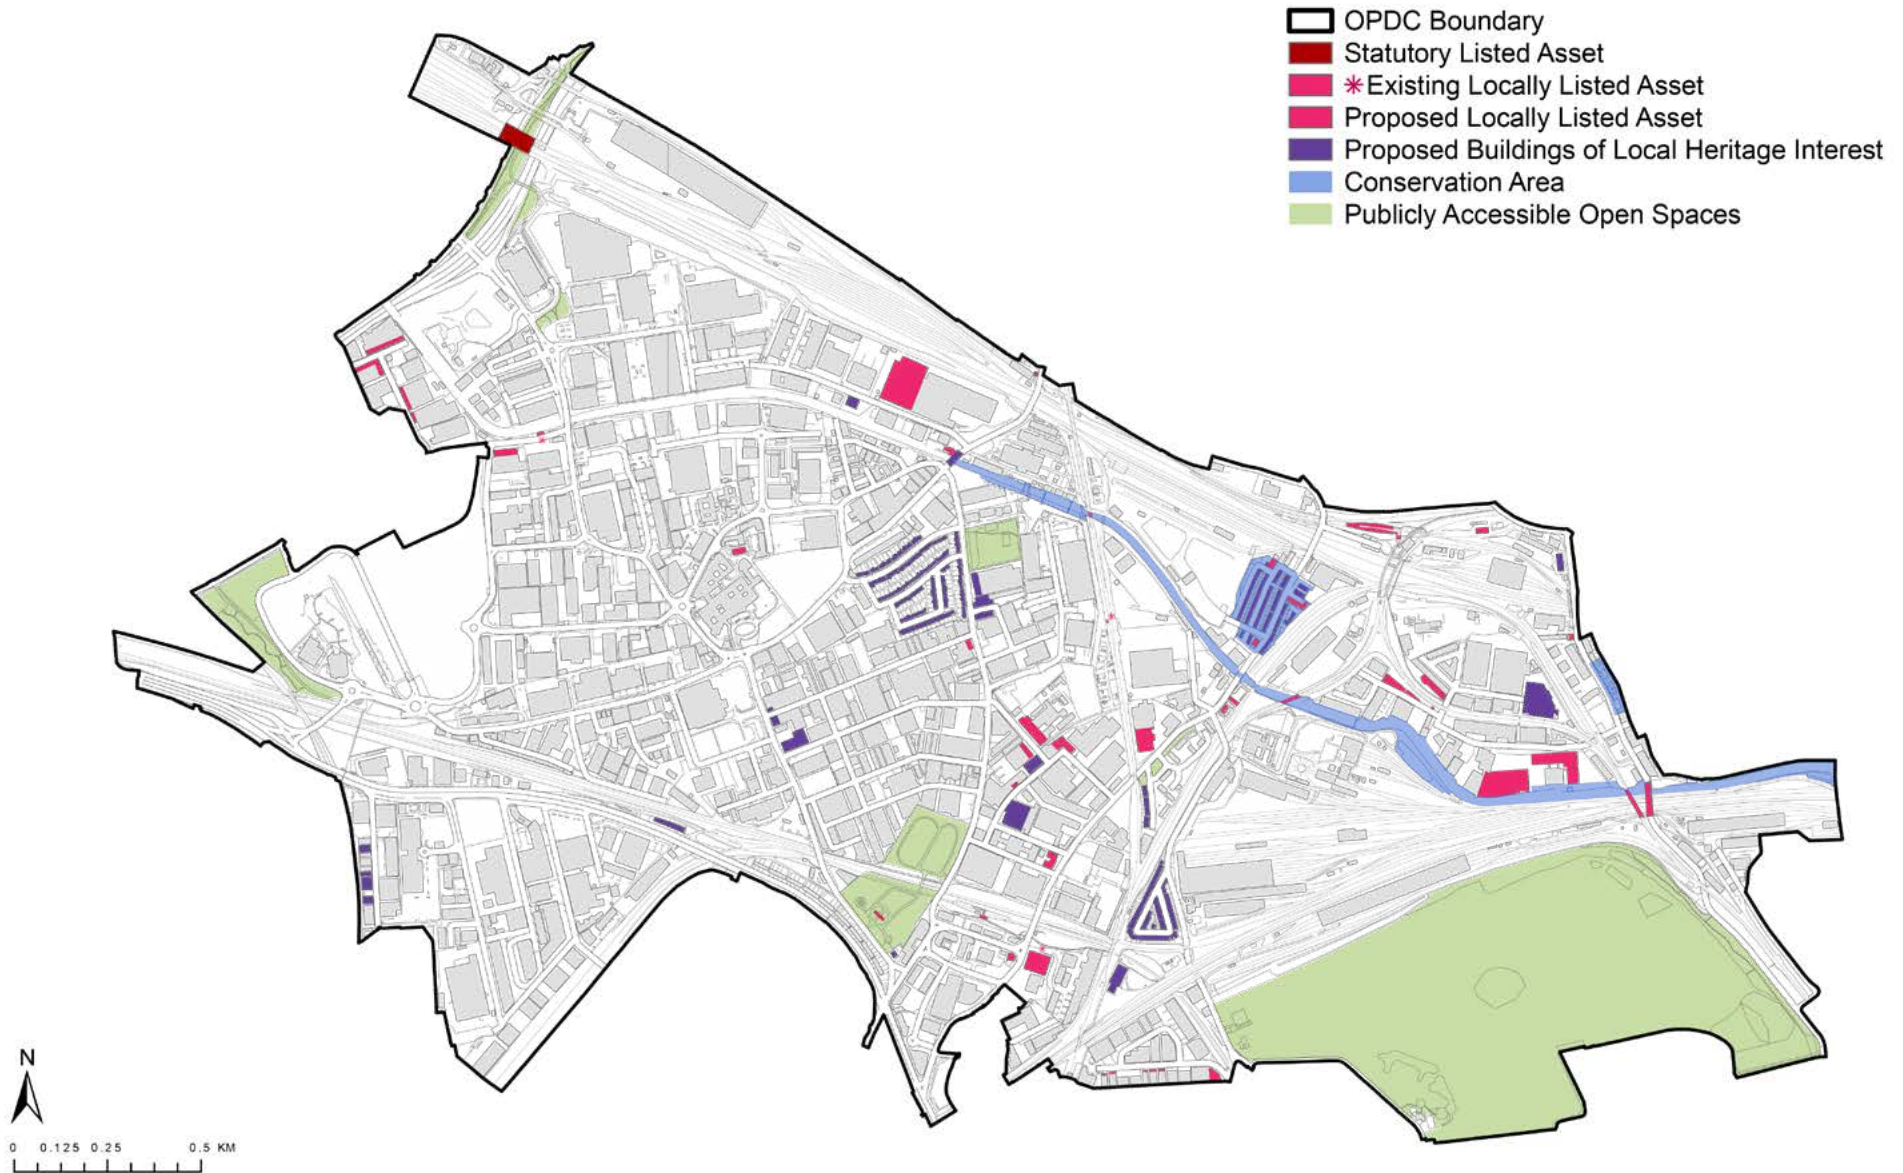 OPDC Boundary
Statutory Listed Asset
✳Existing Locally Listed Asset
Proposed Locally Listed Asset
Proposed Buildings of Local Heritage Interest
Conservation Area
Publicly Accessible Open Spaces
N
0 0.125 0.25 0.5 KM